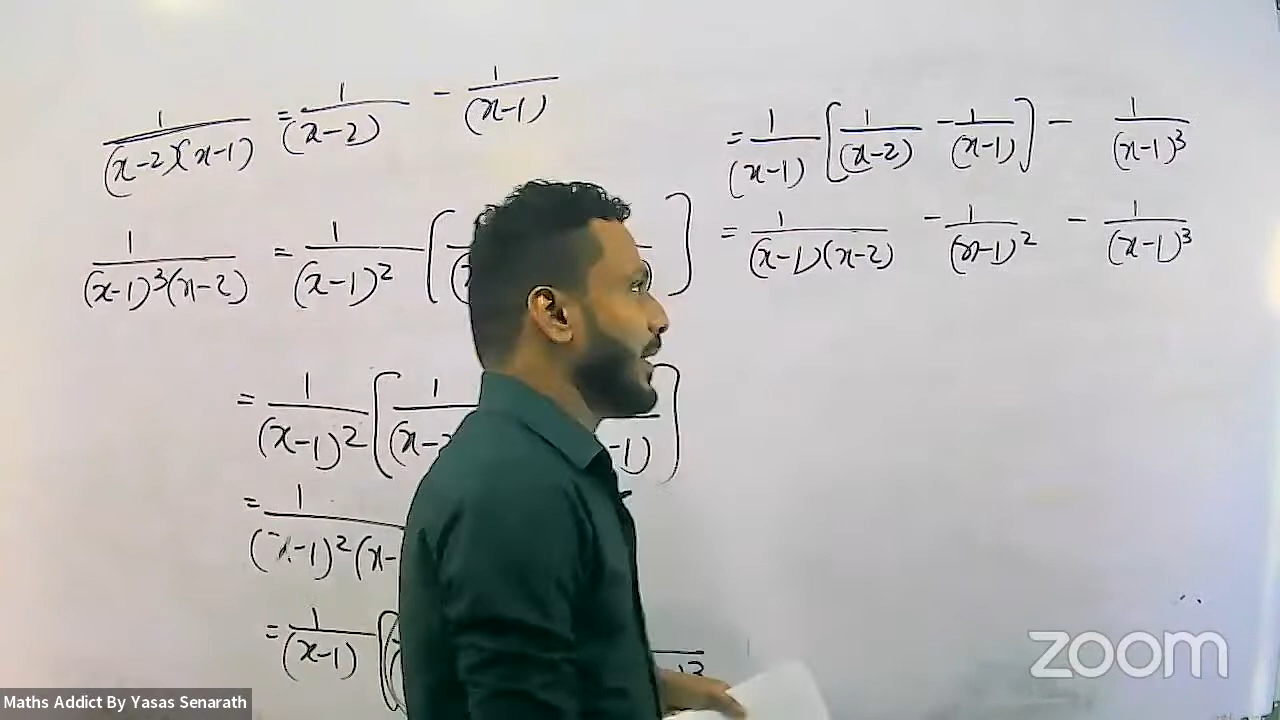 1/((x-2)(x-1)) = 1/(x-2) - 1/(x-1)
1/((x-1)^3(x-2)) = 1/(x-1)^2 [
= 1/(x-1)^2 [1/(x-2 -1)]
= 1/((x-1)^2(x-
= 1/(x-1) [
= 1/(x-1) [1/(x-2) - 1/(x-1)] - 1/(x-1)^3
= 1/((x-1)(x-2)) - 1/(x-1)^2 - 1/(x-1)^3
zoom
Maths Addict By Yasas Senarath